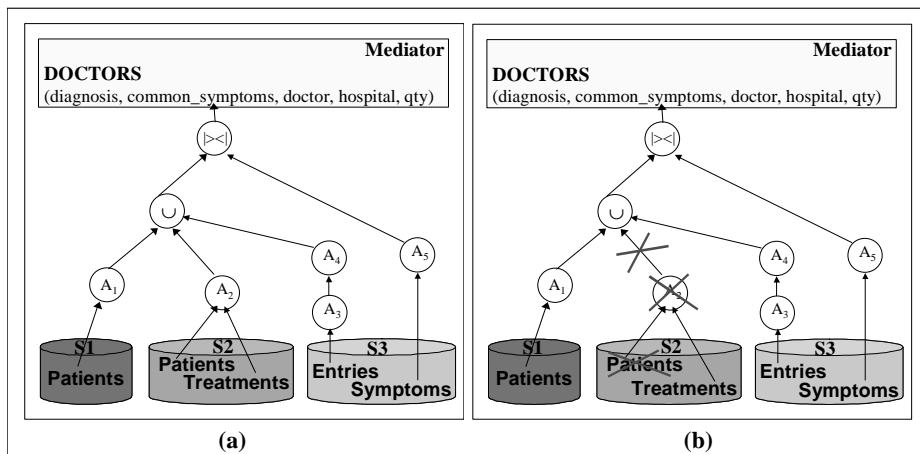 Mediator
DOCTORS
(diagnosis, common_symptoms, doctor, hospital, qty)
|><|
∪
A4
A5
A1
A2
A3
S1
S2
S3
Patients
Patients
Treatments
Entries
Symptoms
(a)
Mediator
DOCTORS
(diagnosis, common_symptoms, doctor, hospital, qty)
|><|
∪
A4
A5
A1
A2
A3
S1
S2
S3
Patients
Patients
Treatments
Entries
Symptoms
(b)